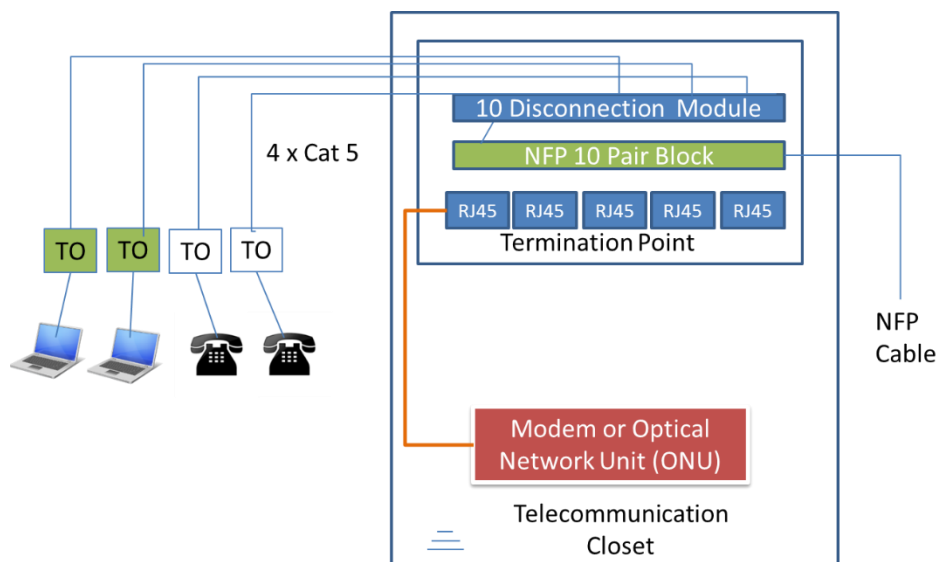 10 Disconnection Module
4 x Cat 5
NFP 10 Pair Block
RJ45 RJ45 RJ45 RJ45 RJ45
Termination Point
TO TO TO TO
NFP
Cable
Modem or Optical
Network Unit (ONU)
Telecommunication
Closet